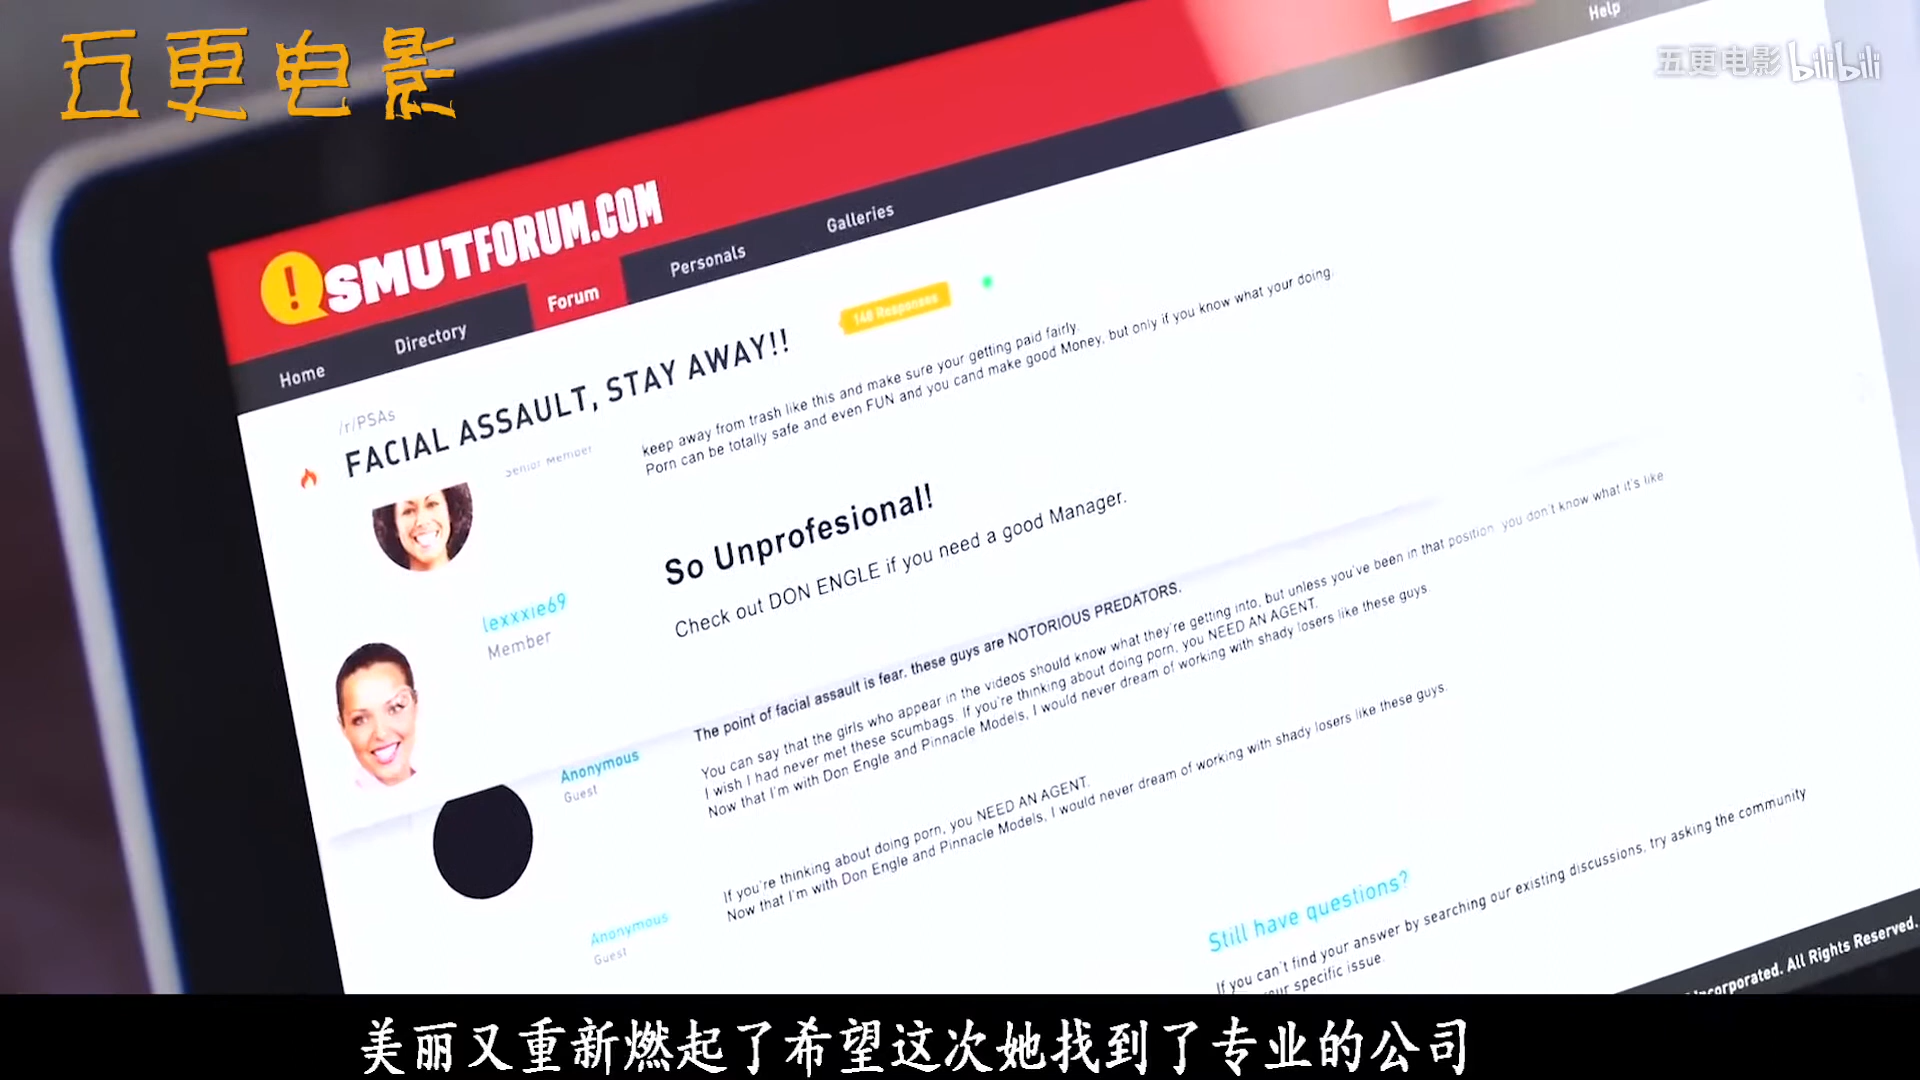 五更电影
五更电影 bilibili
Help
SMUTFORUM.COM
Home
Directory
Forum
Personals
Galleries
/r/PSAs
FACIAL ASSAULT, STAY AWAY!!
148 Responses
Senior Member
keep away from trash like this and make sure your getting paid fairly.
Porn can be totally safe and even FUN and you cand make good Money, but only if you know what your doing.
lexxxie69
Member
So Unprofesional!
Check out DON ENGLE if you need a good Manager.
Anonymous
Guest
The point of facial assault is fear. these guys are NOTORIOUS PREDATORS.
You can say that the girls who appear in the videos should know what they're getting into, but unless you've been in that position, you don't know what it's like
I wish I had never met these scumbags. If you're thinking about doing porn, you NEED AN AGENT.
Now that I'm with Don Engle and Pinnacle Models, I would never dream of working with shady losers like these guys
Anonymous
Guest
If you're thinking about doing porn, you NEED AN AGENT.
Now that I'm with Don Engle and Pinnacle Models, I would never dream of working with shady losers like these guys
Still have questions?
If you can't find your answer by searching our existing discussions, try asking the community
specific issue.
Incorporated. All Rights Reserved.
美丽又重新燃起了希望这次她找到了专业的公司